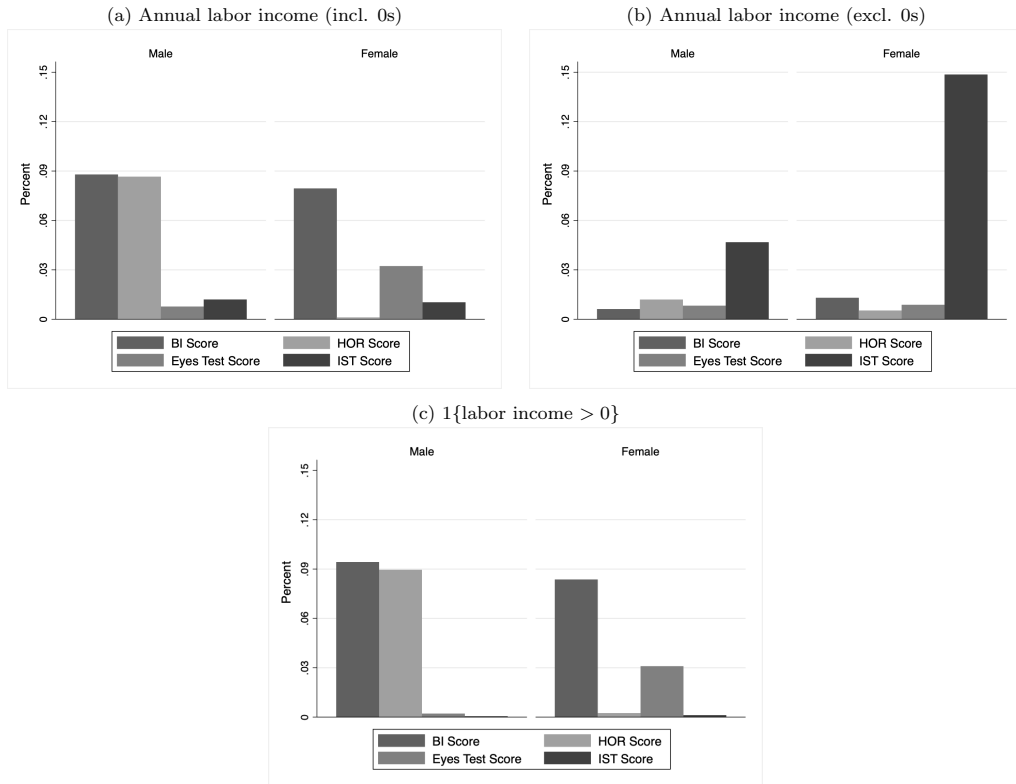 (a) Annual labor income (incl. 0s)
Male Female
Percent
.15
.12
.09
.06
.03
0
BI Score HOR Score
Eyes Test Score IST Score
(b) Annual labor income (excl. 0s)
Male Female
Percent
.15
.12
.09
.06
.03
0
BI Score HOR Score
Eyes Test Score IST Score
(c) 1{labor income > 0}
Male Female
Percent
.15
.12
.09
.06
.03
0
BI Score HOR Score
Eyes Test Score IST Score